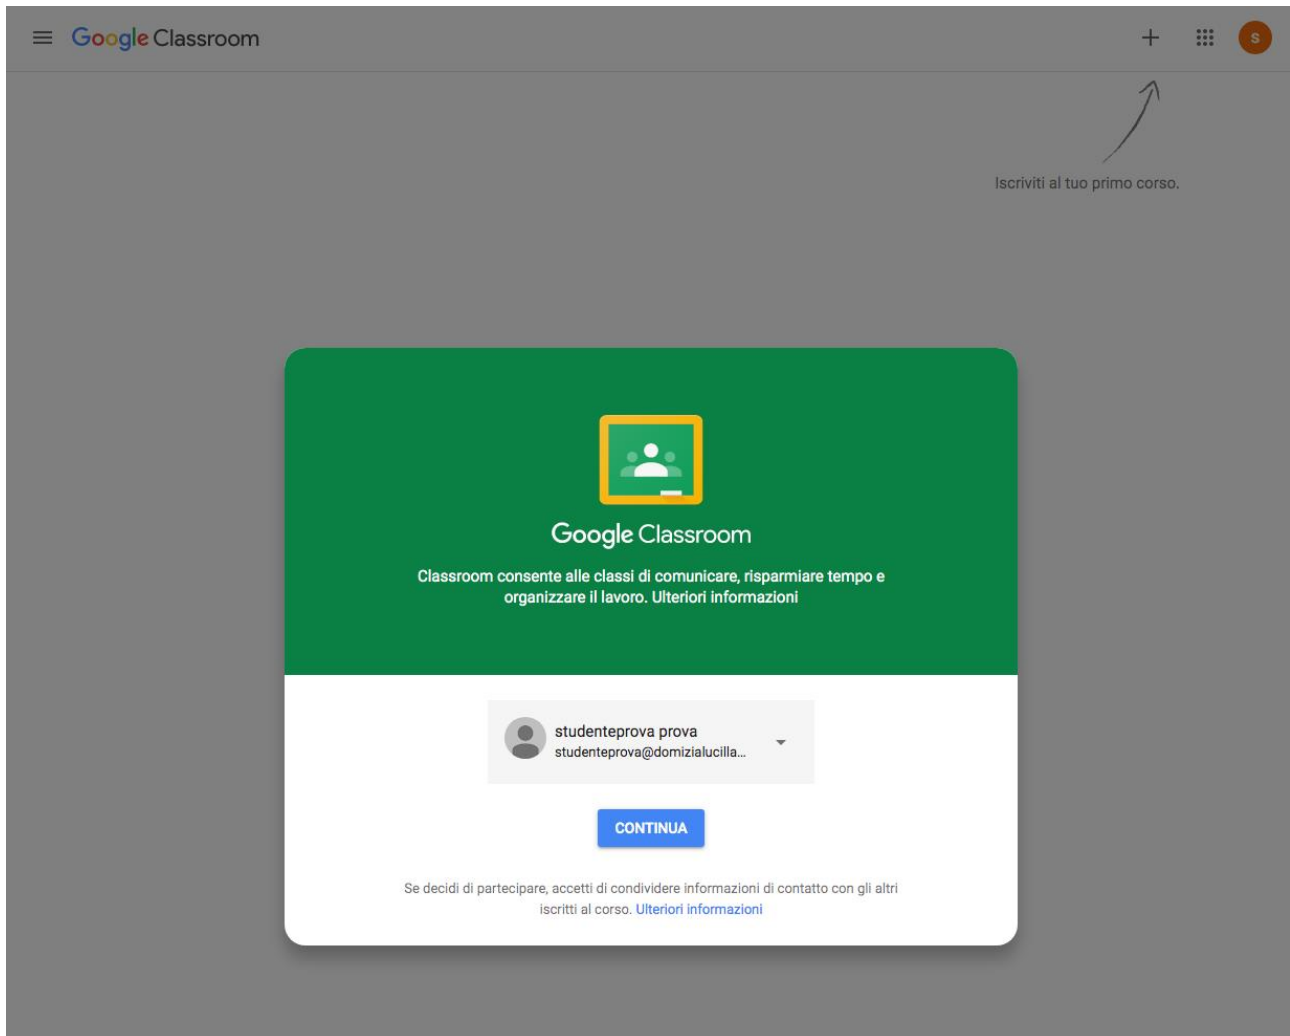 Google Classroom
S
Iscriviti al tuo primo corso.
Google Classroom
Classroom consente alle classi di comunicare, risparmiare tempo e
organizzare il lavoro. Ulteriori informazioni
studenteprova prova
studenteprova@domizialucilla...
CONTINUA
Se decidi di partecipare, accetti di condividere informazioni di contatto con gli altri
iscritti al corso. Ulteriori informazioni